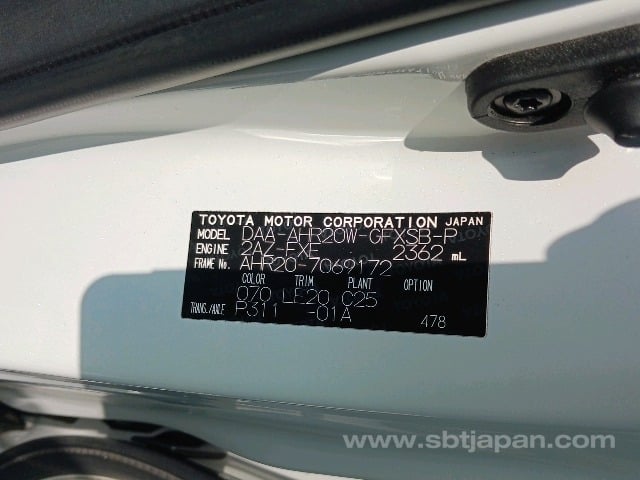 TOYOTA MOTOR CORPORATION JAPAN
MODEL DAA-AHR20W-GFXSB-P
ENGINE 2AZ-FXE 2362 mL
FRAME No. AHR20-7069172
COLOR TRIM PLANT OPTION
070 LE20 C25
TRANS./AXLE P311 -01A 478
www.sbtjapan.com